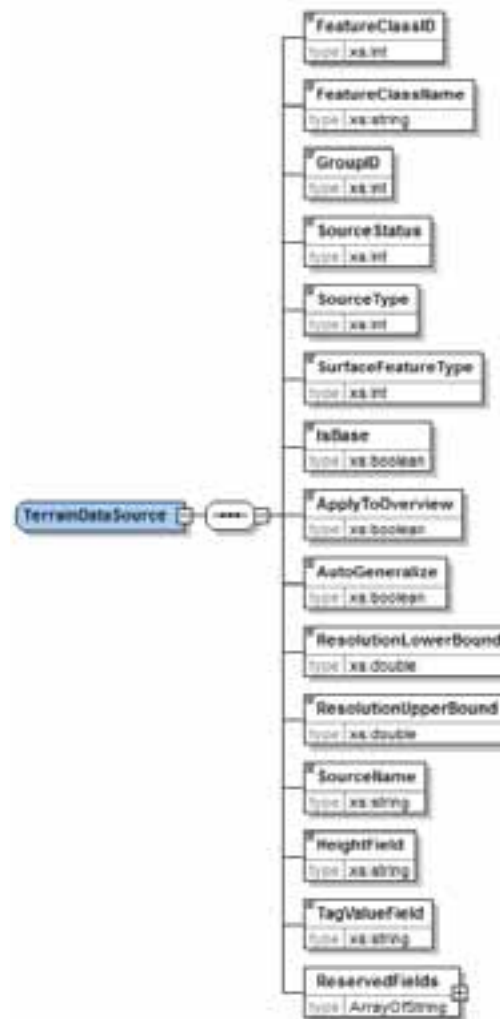 FeatureClassID
type xs:int
FeatureClassName
type xs:string
GroupID
type xs:int
SourceStatus
type xs:int
SourceType
type xs:int
SurfaceFeatureType
type xs:int
IsBase
type xs:boolean
TerrainDataSource
ApplyToOverview
type xs:boolean
AutoGeneralize
type xs:boolean
ResolutionLowerBound
type xs:double
ResolutionUpperBound
type xs:double
SourceName
type xs:string
HeightField
type xs:string
TagValueField
type xs:string
ReservedFields
type ArrayOfString